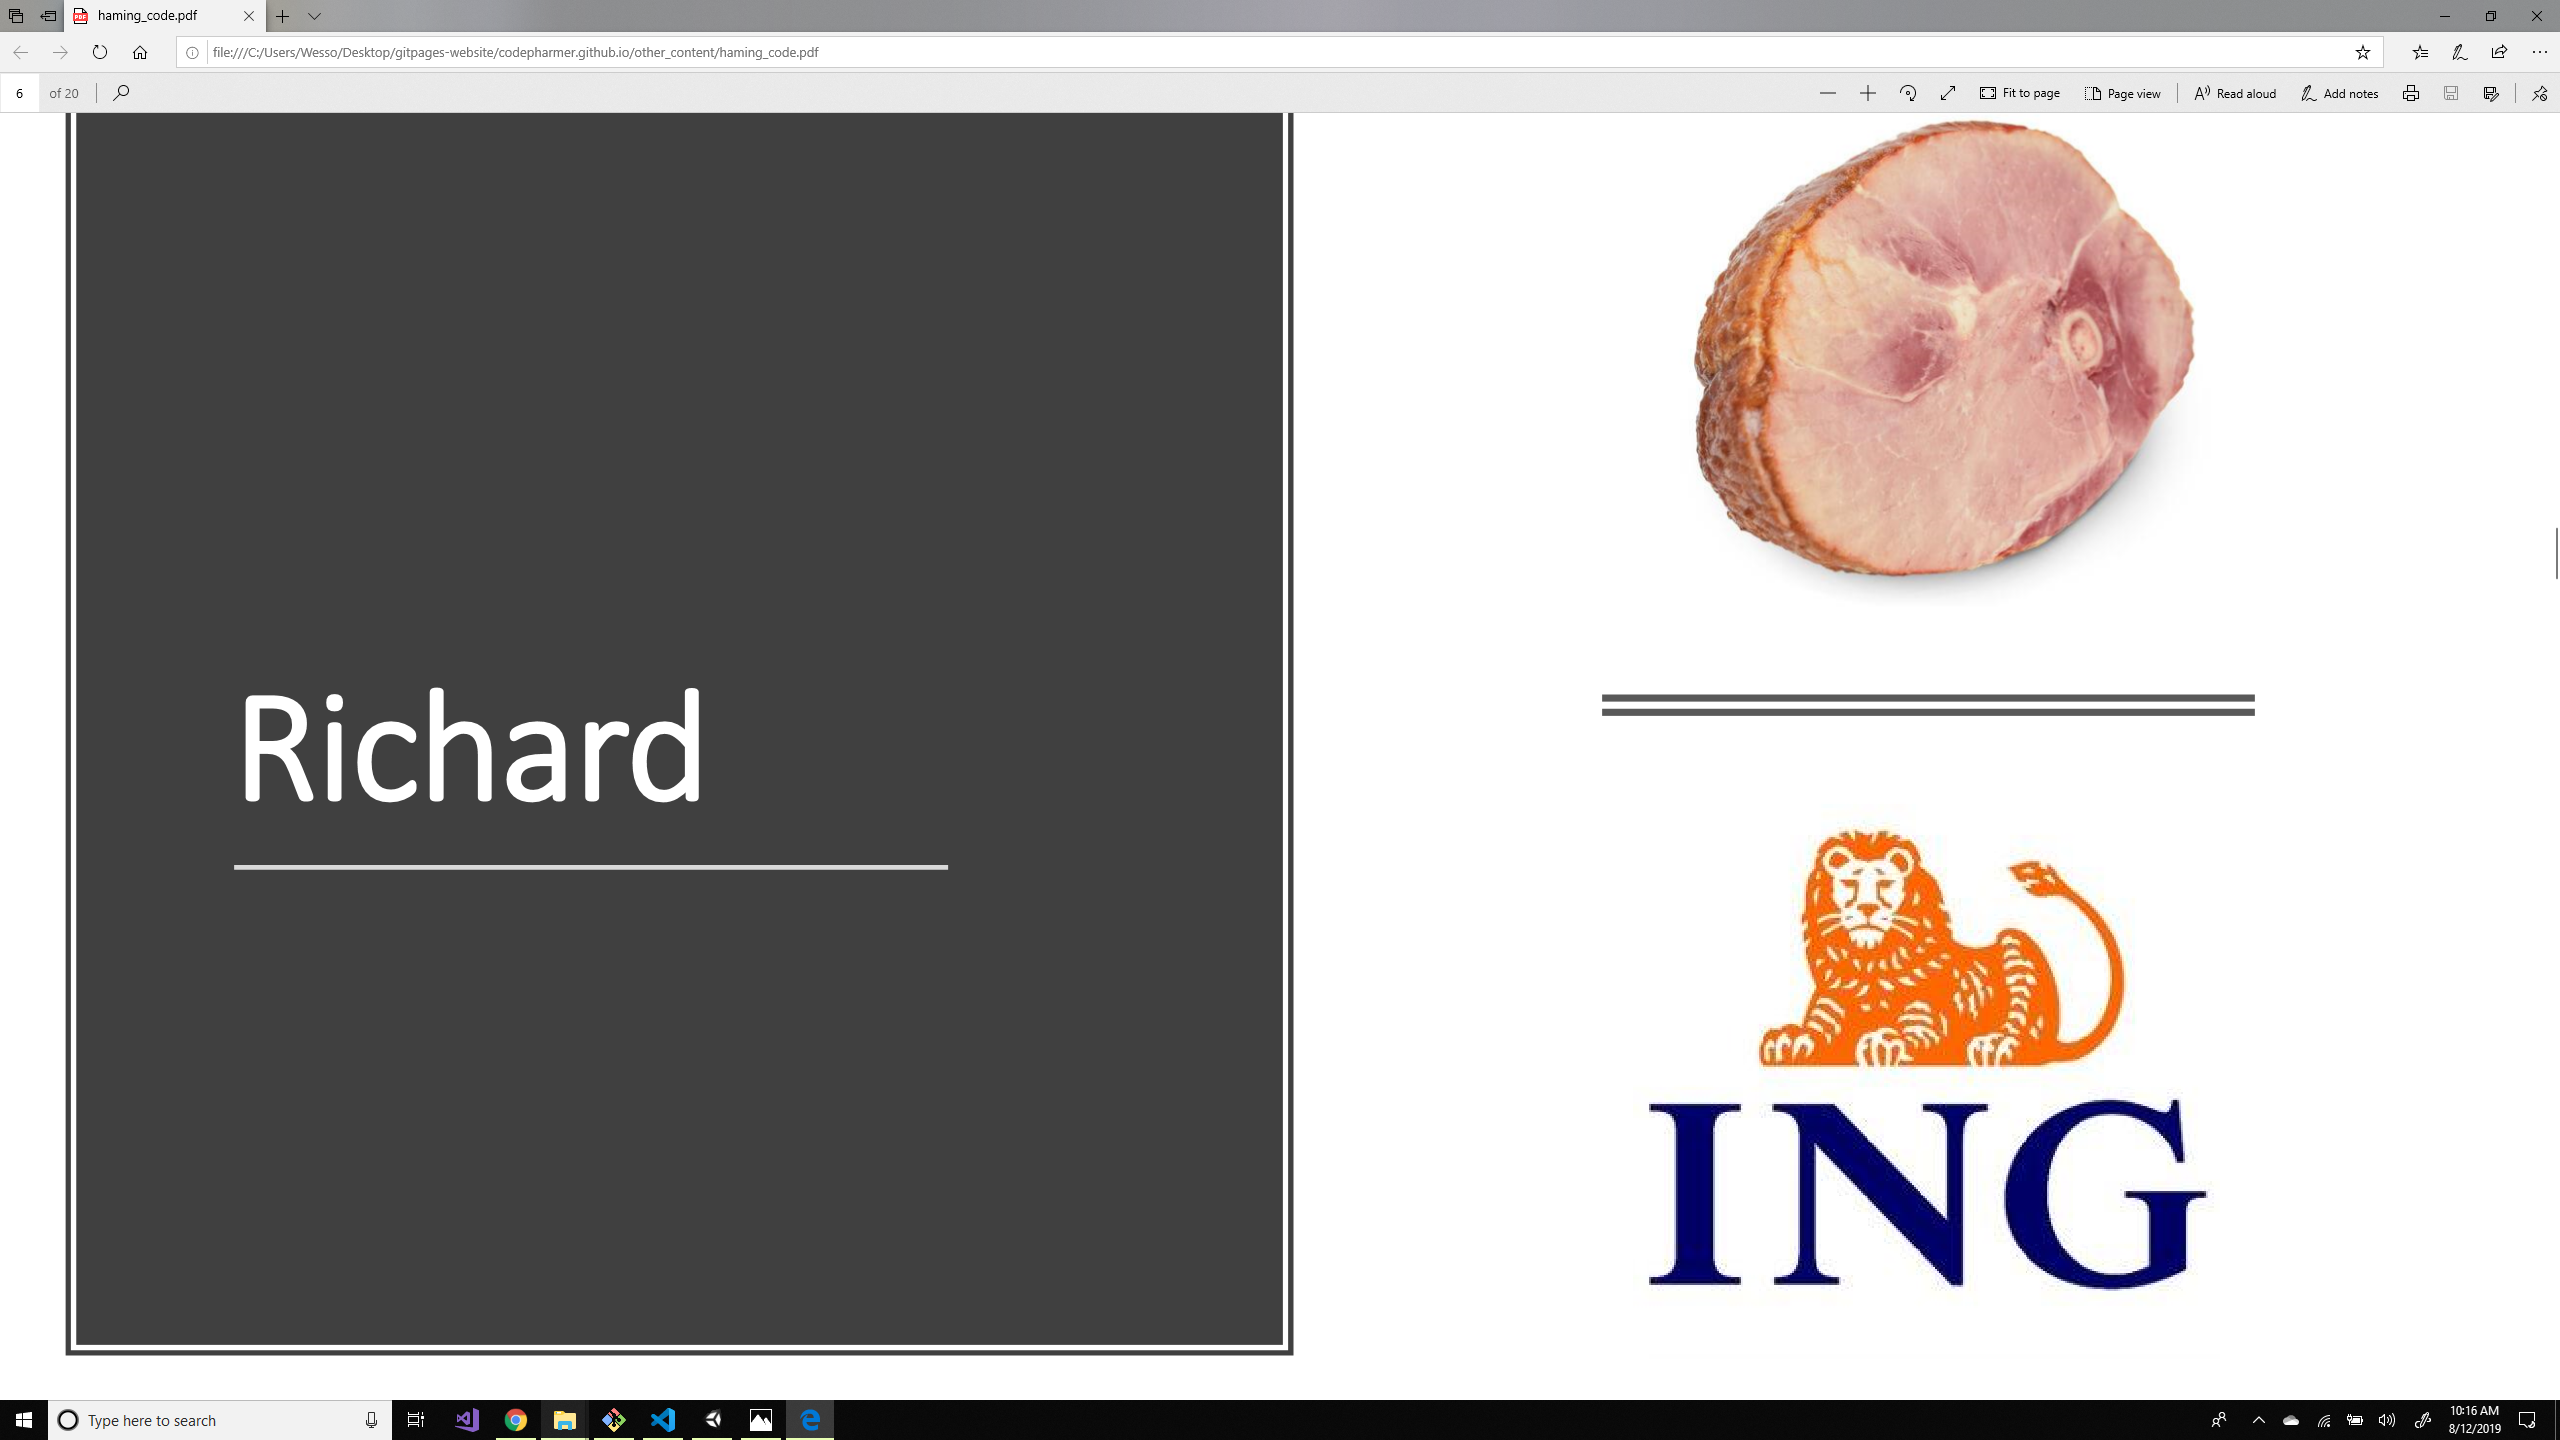 haming_code.pdf
file:///C:/Users/Wesso/Desktop/gitpages-website/codepharmer.github.io/other_content/haming_code.pdf
6 of 20
Fit to page
Page view
Read aloud
Add notes
Richard
ING
Type here to search
10:16 AM
8/12/2019